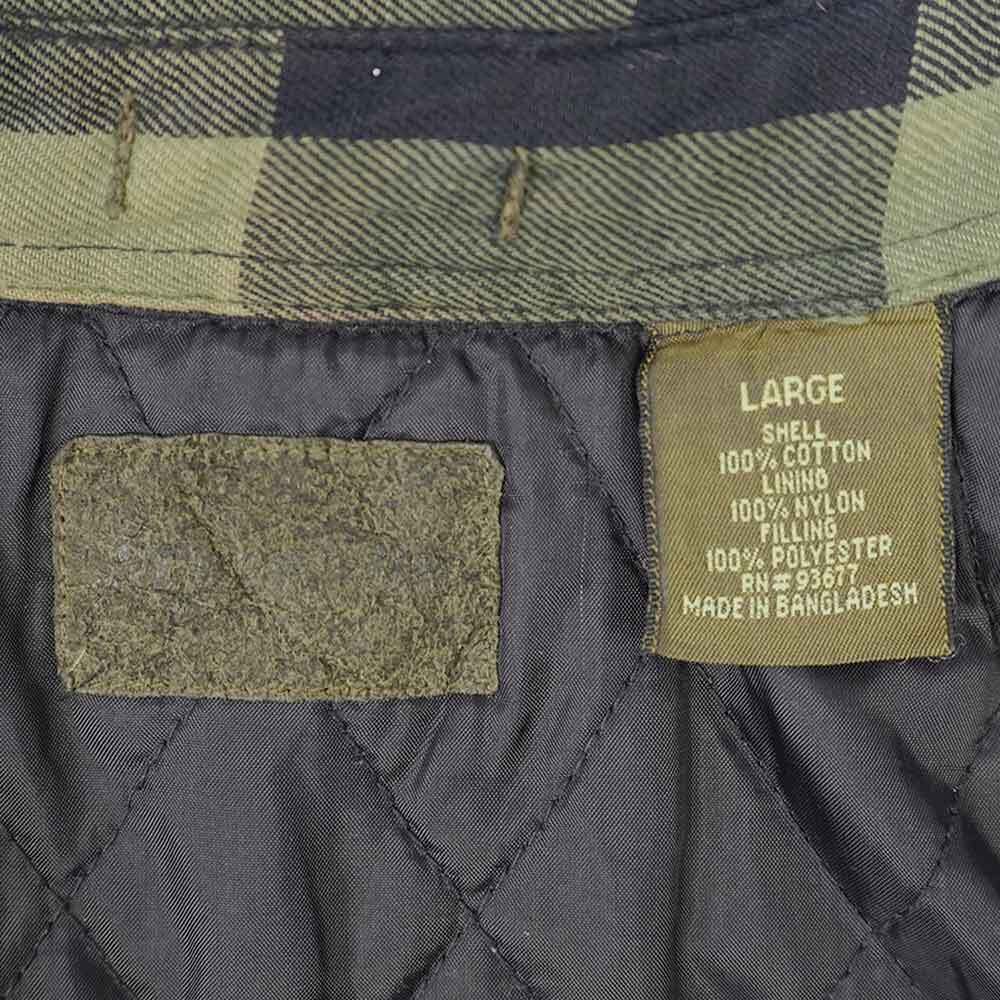 LARGE
SHELL
100% COTTON
LINING
100% NYLON
FILLING
100% POLYESTER
RN#93677
MADE IN BANGLADESH